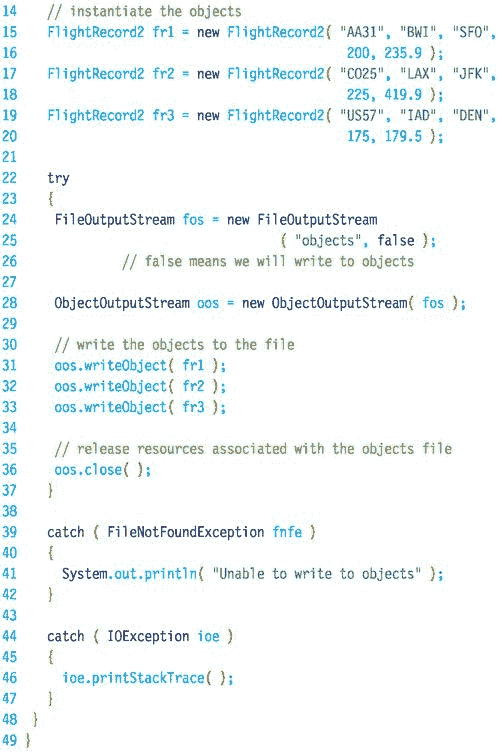 14 // instantiate the objects
15 FlightRecord2 fr1 = new FlightRecord2( "AA31", "BWI", "SFO",
16 200, 235.9 );
17 FlightRecord2 fr2 = new FlightRecord2( "CO25", "LAX", "JFK",
18 225, 419.9 );
19 FlightRecord2 fr3 = new FlightRecord2( "US57", "IAD", "DEN",
20 175, 179.5 );
21
22 try
23 {
24 FileOutputStream fos = new FileOutputStream
25 ( "objects", false );
26 // false means we will write to objects
27
28 ObjectOutputStream oos = new ObjectOutputStream( fos );
29
30 // write the objects to the file
31 oos.writeObject( fr1 );
32 oos.writeObject( fr2 );
33 oos.writeObject( fr3 );
34
35 // release resources associated with the objects file
36 oos.close( );
37 }
38
39 catch ( FileNotFoundException fnfe )
40 {
41 System.out.println( "Unable to write to objects" );
42 }
43
44 catch ( IOException ioe )
45 {
46 ioe.printStackTrace( );
47 }
48 }
49 }